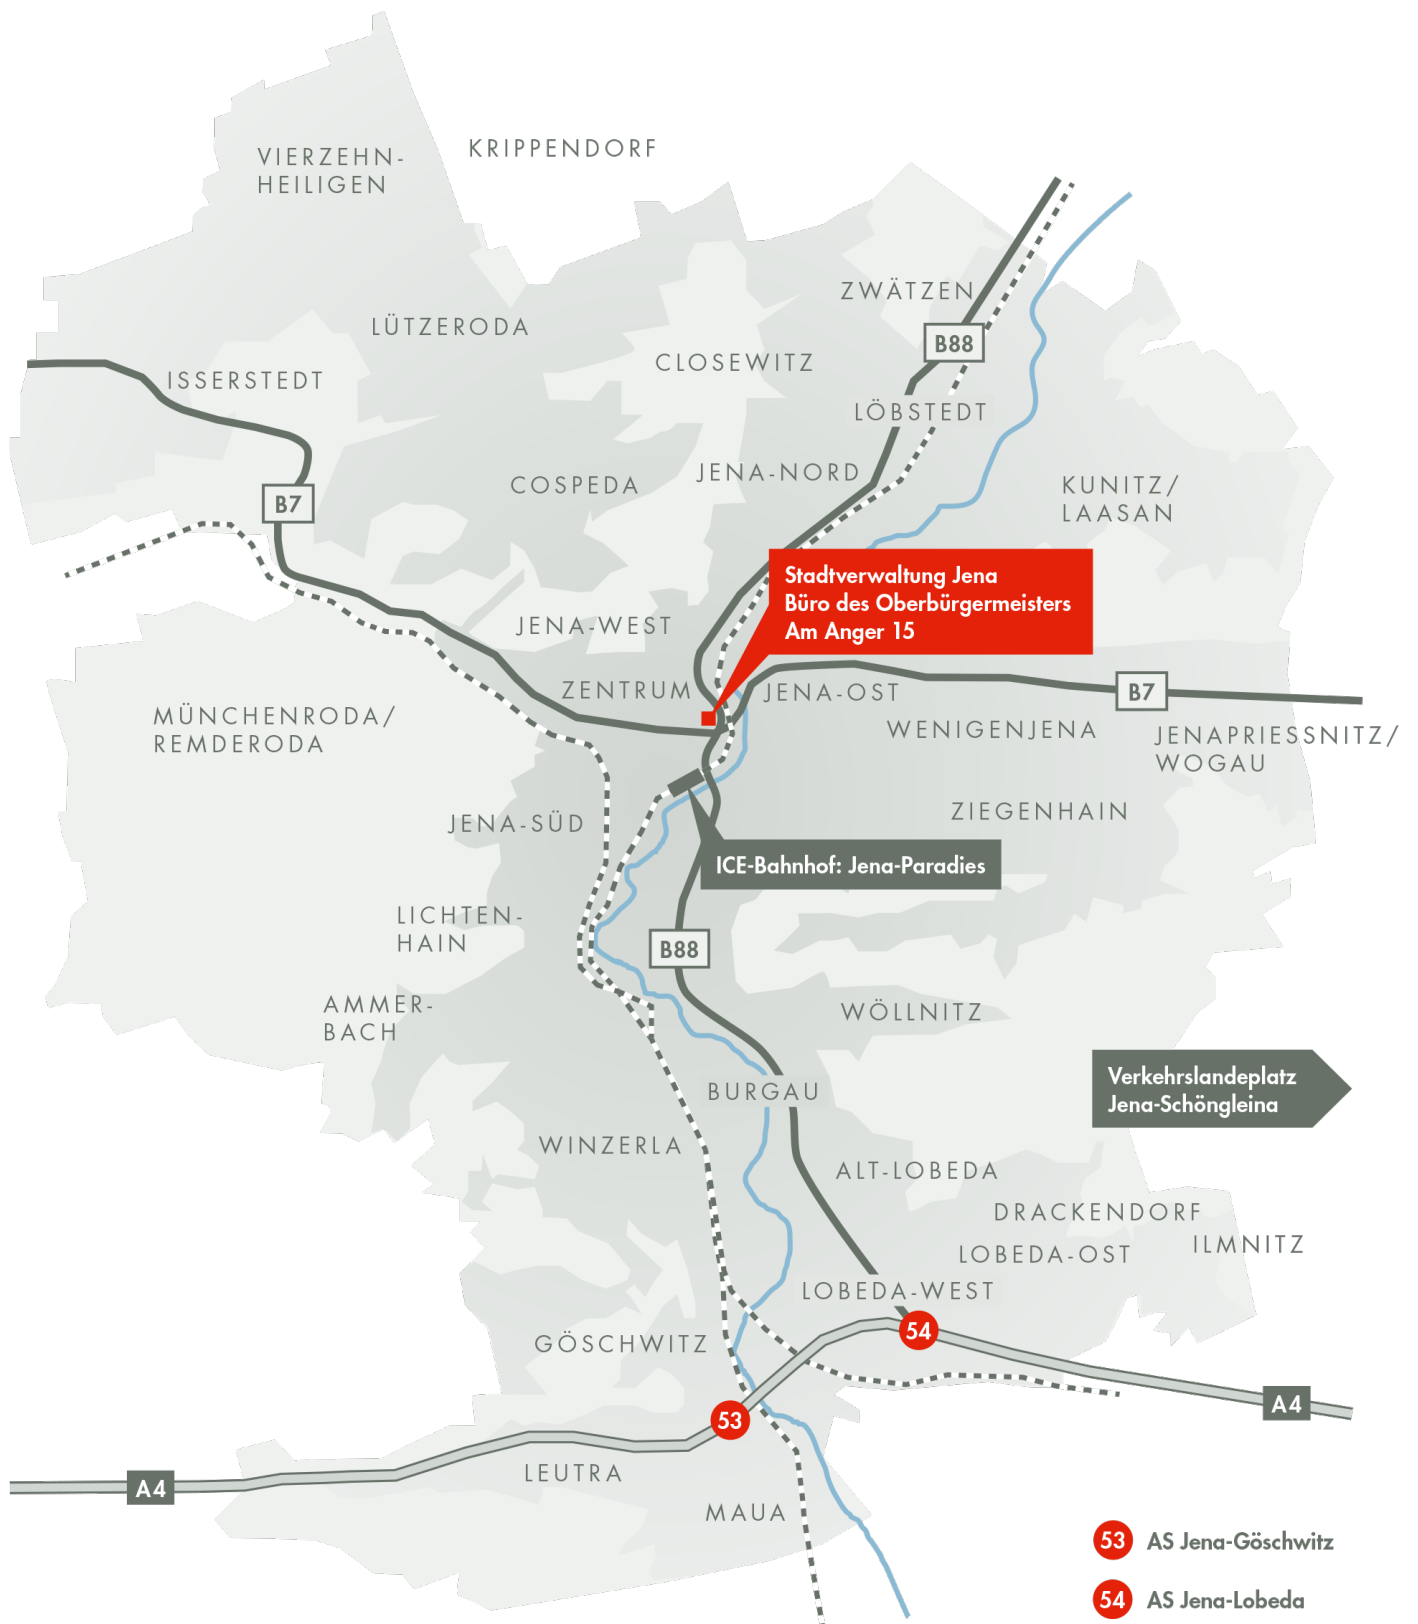 KRIPPENDORF
VIERZEHN-
HEILIGEN
ZWÄTZEN
LÜTZERODA
B88
CLOSEWITZ
ISSERSTEDT
LÖBSTEDT
JENA-NORD
COSPEDA
KUNITZ/
LAASAN
B7
Stadtverwaltung Jena
Büro des Oberbürgermeisters
Am Anger 15
JENA-WEST
ZENTRUM
JENA-OST
B7
MÜNCHENRODA/
REMDERODA
WENIGENJENA
JENAPRIESSNITZ/
WOGAU
ZIEGENHAIN
JENA-SÜD
ICE-Bahnhof: Jena-Paradies
LICHTEN-
HAIN
B88
AMMER-
BACH
WÖLLNITZ
Verkehrslandeplatz
Jena-Schöngleina
BURGAU
WINZERLA
ALT-LOBEDA
DRACKENDORF
ILMNITZ
LOBEDA-OST
LOBEDA-WEST
54
GÖSCHWITZ
A4
53
LEUTRA
A4
MAUA
53 AS Jena-Göschwitz
54 AS Jena-Lobeda